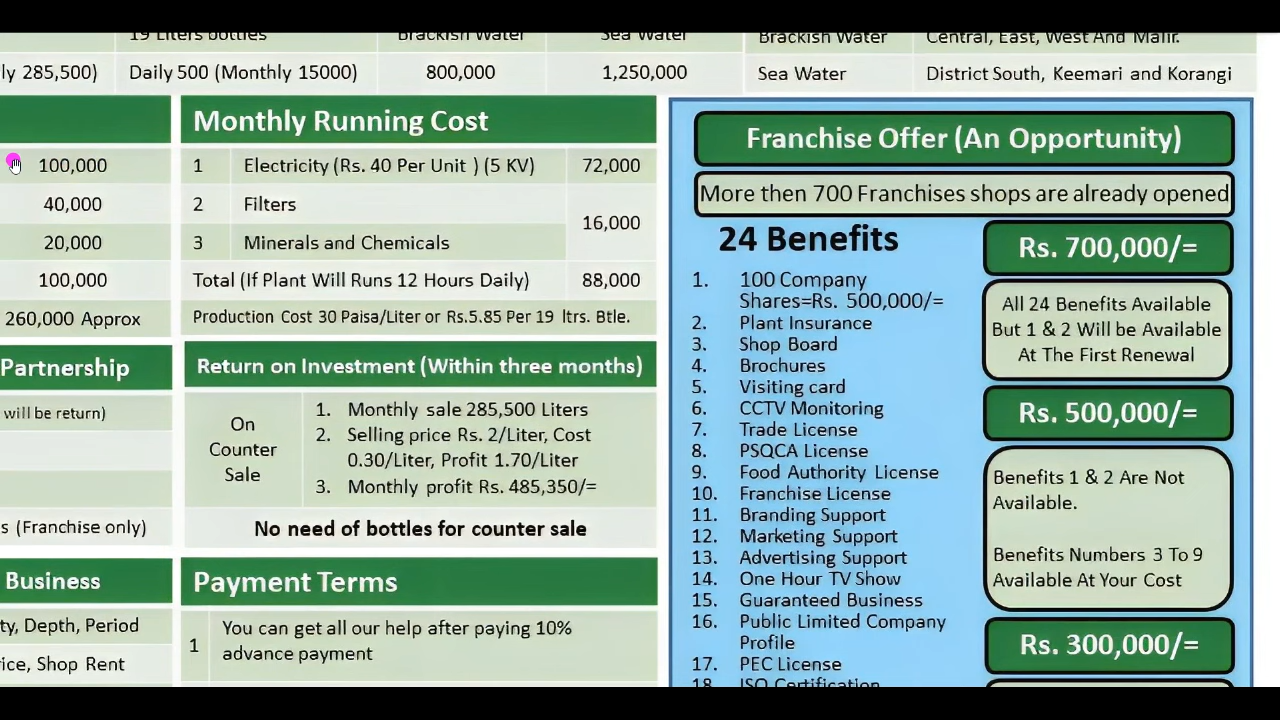 19 Liters bottles
Brackish Water
Sea Water
Brackish Water
Central, East, West And Malir.
ly 285,500)
Daily 500 (Monthly 15000)
800,000
1,250,000
Sea Water
District South, Keemari and Korangi
100,000
40,000
20,000
100,000
260,000 Approx
Partnership
will be return)
s (Franchise only)
Business
ty, Depth, Period
rice, Shop Rent
Monthly Running Cost
1 Electricity (Rs. 40 Per Unit ) (5 KV) 72,000
2 Filters
16,000
3 Minerals and Chemicals
Total (If Plant Will Runs 12 Hours Daily) 88,000
Production Cost 30 Paisa/Liter or Rs.5.85 Per 19 ltrs. Btle.
Return on Investment (Within three months)
On
Counter
Sale
1. Monthly sale 285,500 Liters
2. Selling price Rs. 2/Liter, Cost
0.30/Liter, Profit 1.70/Liter
3. Monthly profit Rs. 485,350/=
No need of bottles for counter sale
Payment Terms
1
You can get all our help after paying 10%
advance payment
Franchise Offer (An Opportunity)
More then 700 Franchises shops are already opened
24 Benefits
1. 100 Company
Shares=Rs. 500,000/=
2. Plant Insurance
3. Shop Board
4. Brochures
5. Visiting card
6. CCTV Monitoring
7. Trade License
8. PSQCA License
9. Food Authority License
10. Franchise License
11. Branding Support
12. Marketing Support
13. Advertising Support
14. One Hour TV Show
15. Guaranteed Business
16. Public Limited Company
Profile
17. PEC License
18. ISO Certification
Rs. 700,000/=
All 24 Benefits Available
But 1 & 2 Will be Available
At The First Renewal
Rs. 500,000/=
Benefits 1 & 2 Are Not
Available.
Benefits Numbers 3 To 9
Available At Your Cost
Rs. 300,000/=